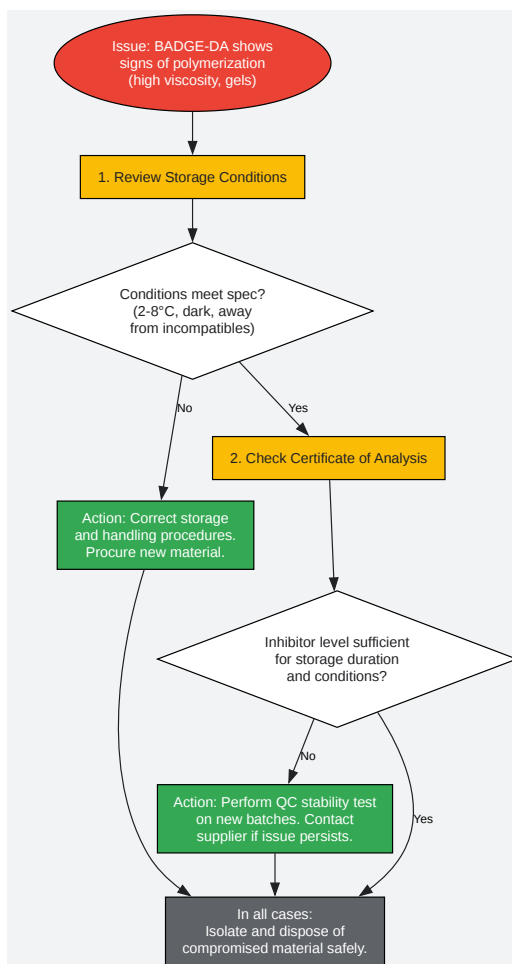 Issue: BADGE-DA shows
signs of polymerization
(high viscosity, gels)
1. Review Storage Conditions
Conditions meet spec?
(2-8°C, dark, away
from incompatibles)
No
Yes
2. Check Certificate of Analysis
Action: Correct storage
and handling procedures.
Procure new material.
Inhibitor level sufficient
for storage duration
and conditions?
No
Yes
Action: Perform QC stability test
on new batches. Contact
supplier if issue persists.
In all cases:
Isolate and dispose of
compromised material safely.